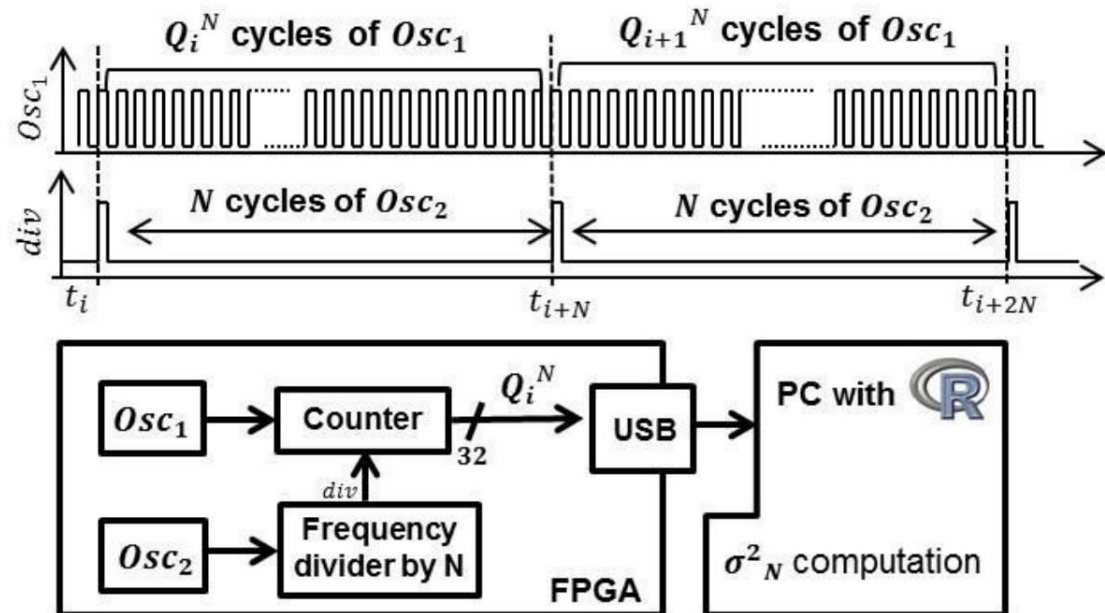 Q_i^N cycles of Osc_1 Q_{i+1}^N cycles of Osc_1
Osc_1
N cycles of Osc_2 N cycles of Osc_2
div
t_i t_{i+N} t_{i+2N}
Q_i^N
PC with R
Osc_1 Counter USB
32
div
Osc_2 Frequency
divider by N
σ^2_N computation
FPGA